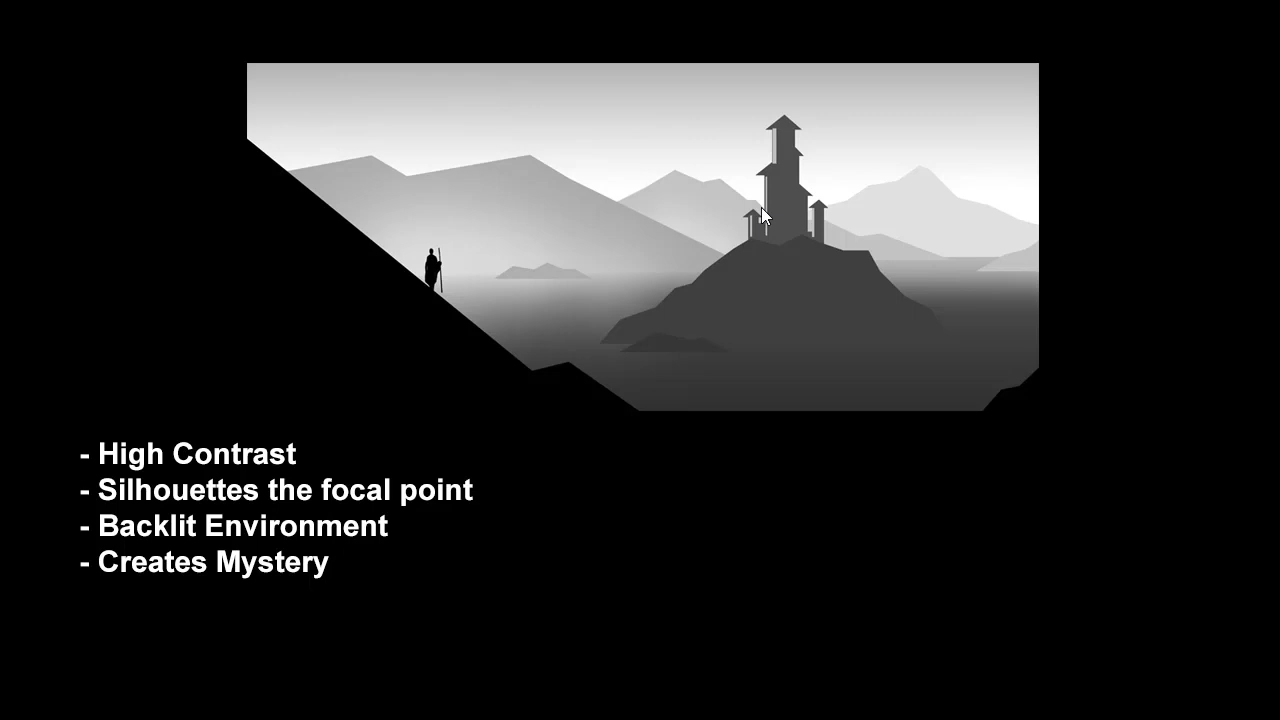 - High Contrast
- Silhouettes the focal point
- Backlit Environment
- Creates Mystery